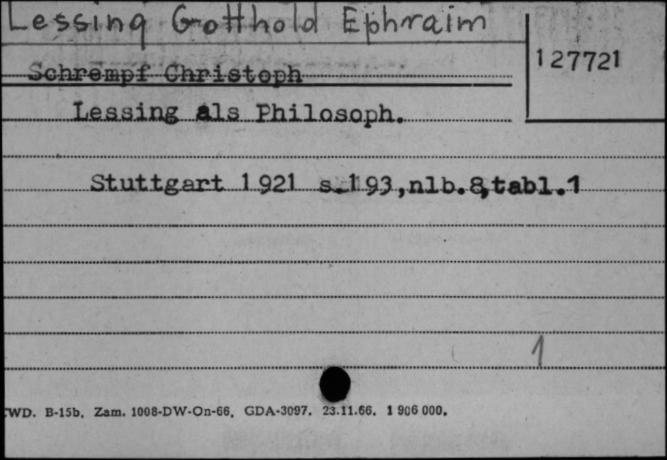 Lessing Gotthold Ephraim
127721
Schrempf Christoph
Lessing als Philosoph.
Stuttgart 1921 s.193,nlb.8,tabl.1
1
WD. B-15b. Zam. 1008-DW-On-66. GDA-3097. 23.11.66. 1 906 000.